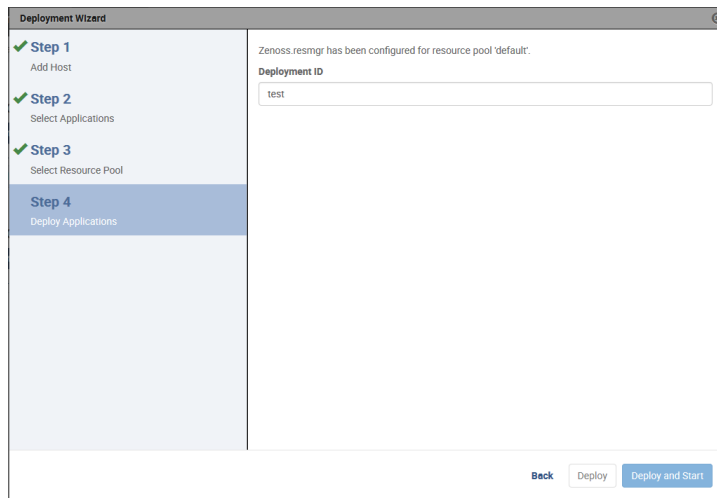 Deployment Wizard
Step 1
Add Host
Step 2
Select Applications
Step 3
Select Resource Pool
Step 4
Deploy Applications
Zenoss.resmgr has been configured for resource pool 'default'.
Deployment ID
test
Back
Deploy
Deploy and Start